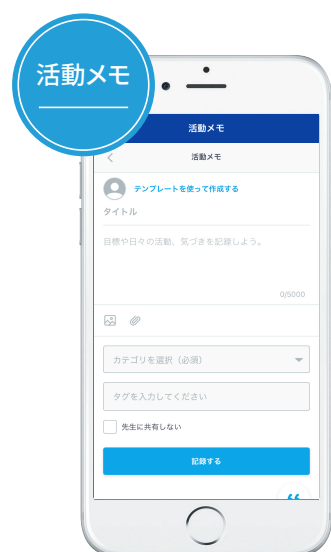 活動メモ
活動メモ
活動メモ
テンプレートを使って作成する
タイトル
目標や日々の活動、気づきを記録しよう。
0/5000
カテゴリを選択（必須）
タグを入力してください
先生に共有しない
記録する